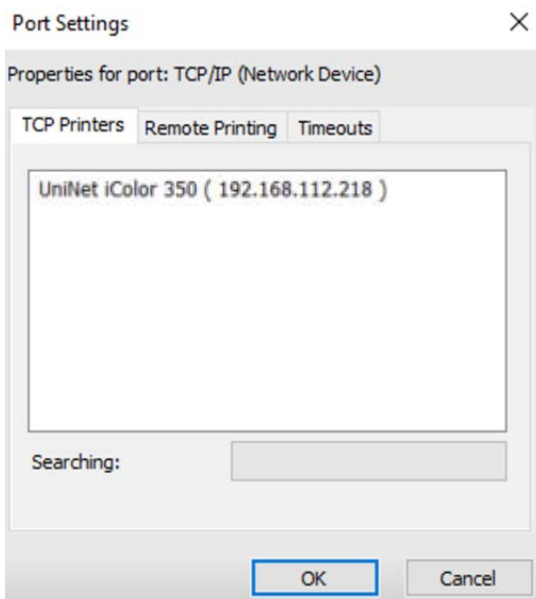 Port Settings
Properties for port: TCP/IP (Network Device)
TCP Printers Remote Printing Timeouts
UniNet iColor 350 ( 192.168.112.218 )
Searching:
OK Cancel